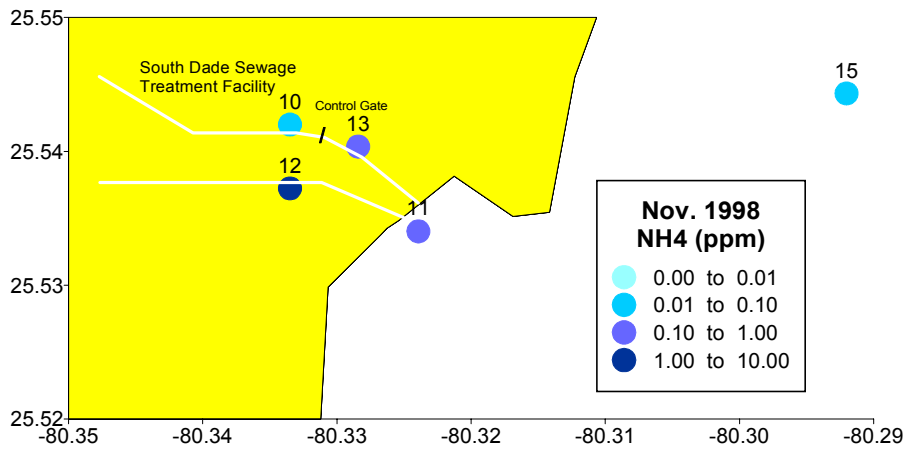 25.55
South Dade Sewage
Treatment Facility
15
10
Control Gate
13
25.54
12
11
Nov. 1998
NH4 (ppm)
0.00 to 0.01
0.01 to 0.10
0.10 to 1.00
1.00 to 10.00
25.53
25.52
-80.35 -80.34 -80.33 -80.32 -80.31 -80.30 -80.29